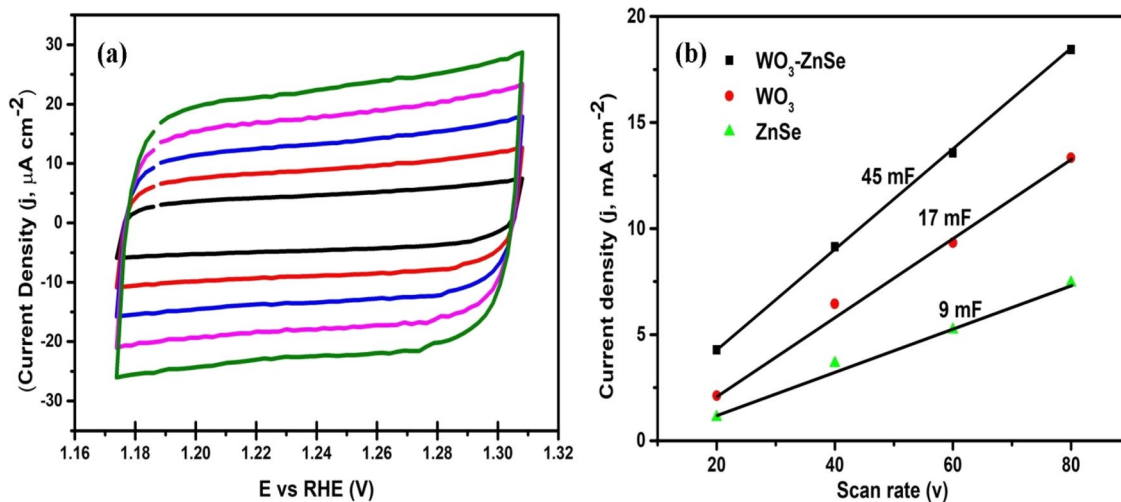 (a)
(Current Density (j, μA cm⁻²)
30
20
10
0
-10
-20
-30
1.16 1.18 1.20 1.22 1.24 1.26 1.28 1.30 1.32
E vs RHE (V)
(b)
WO₃-ZnSe
WO₃
ZnSe
45 mF
17 mF
9 mF
Current density (j, mA cm⁻²)
20
15
10
5
0
20 40 60 80
Scan rate (v)